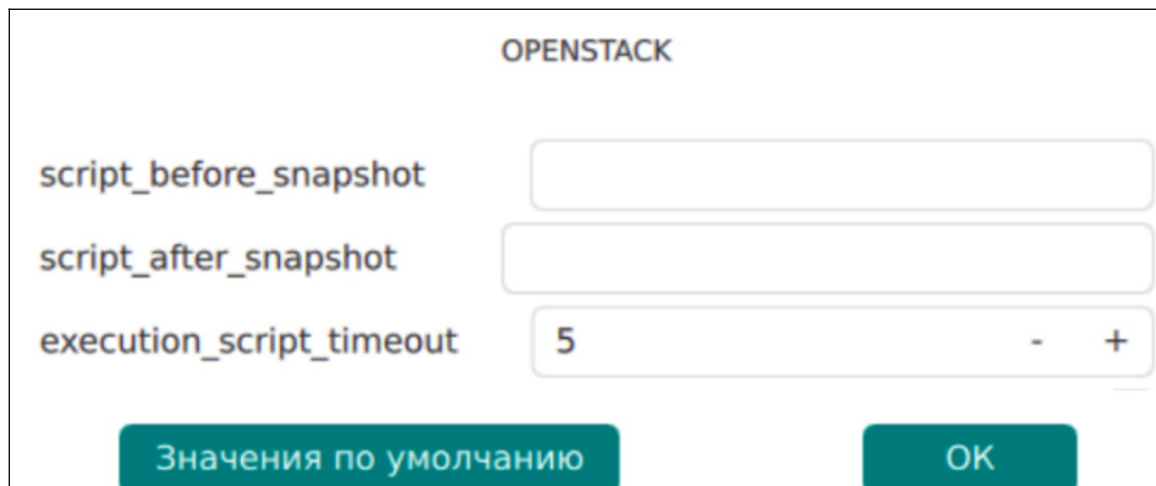 OPENSTACK
script_before_snapshot
script_after_snapshot
execution_script_timeout 5 - +
Значения по умолчанию OK